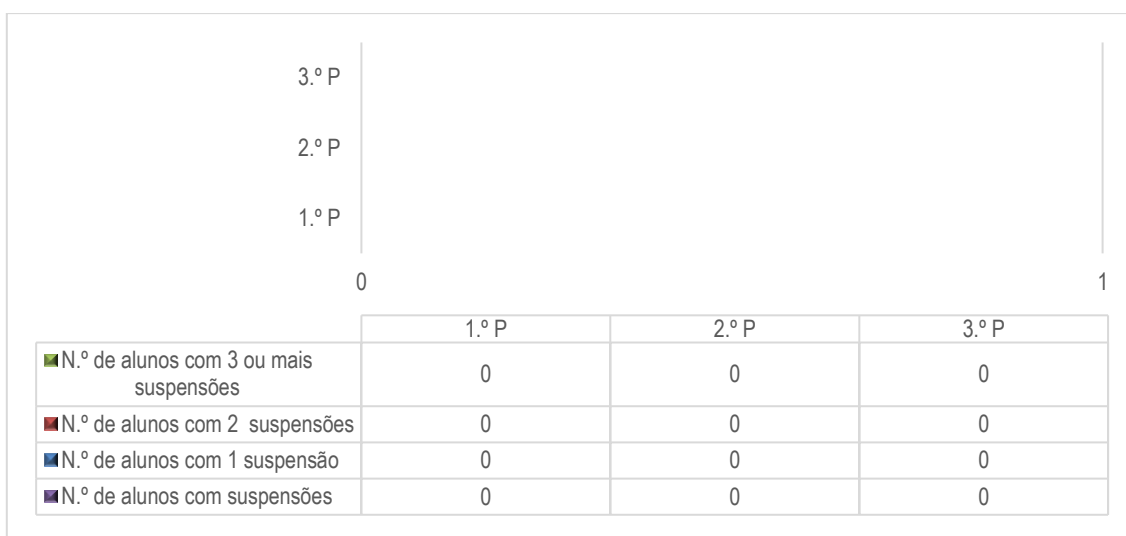 3.º P
2.º P
1.º P
0 1
1.º P 2.º P 3.º P
N.º de alunos com 3 ou mais
suspensões 0 0 0
N.º de alunos com 2  suspensões 0 0 0
N.º de alunos com 1 suspensão 0 0 0
N.º de alunos com suspensões 0 0 0